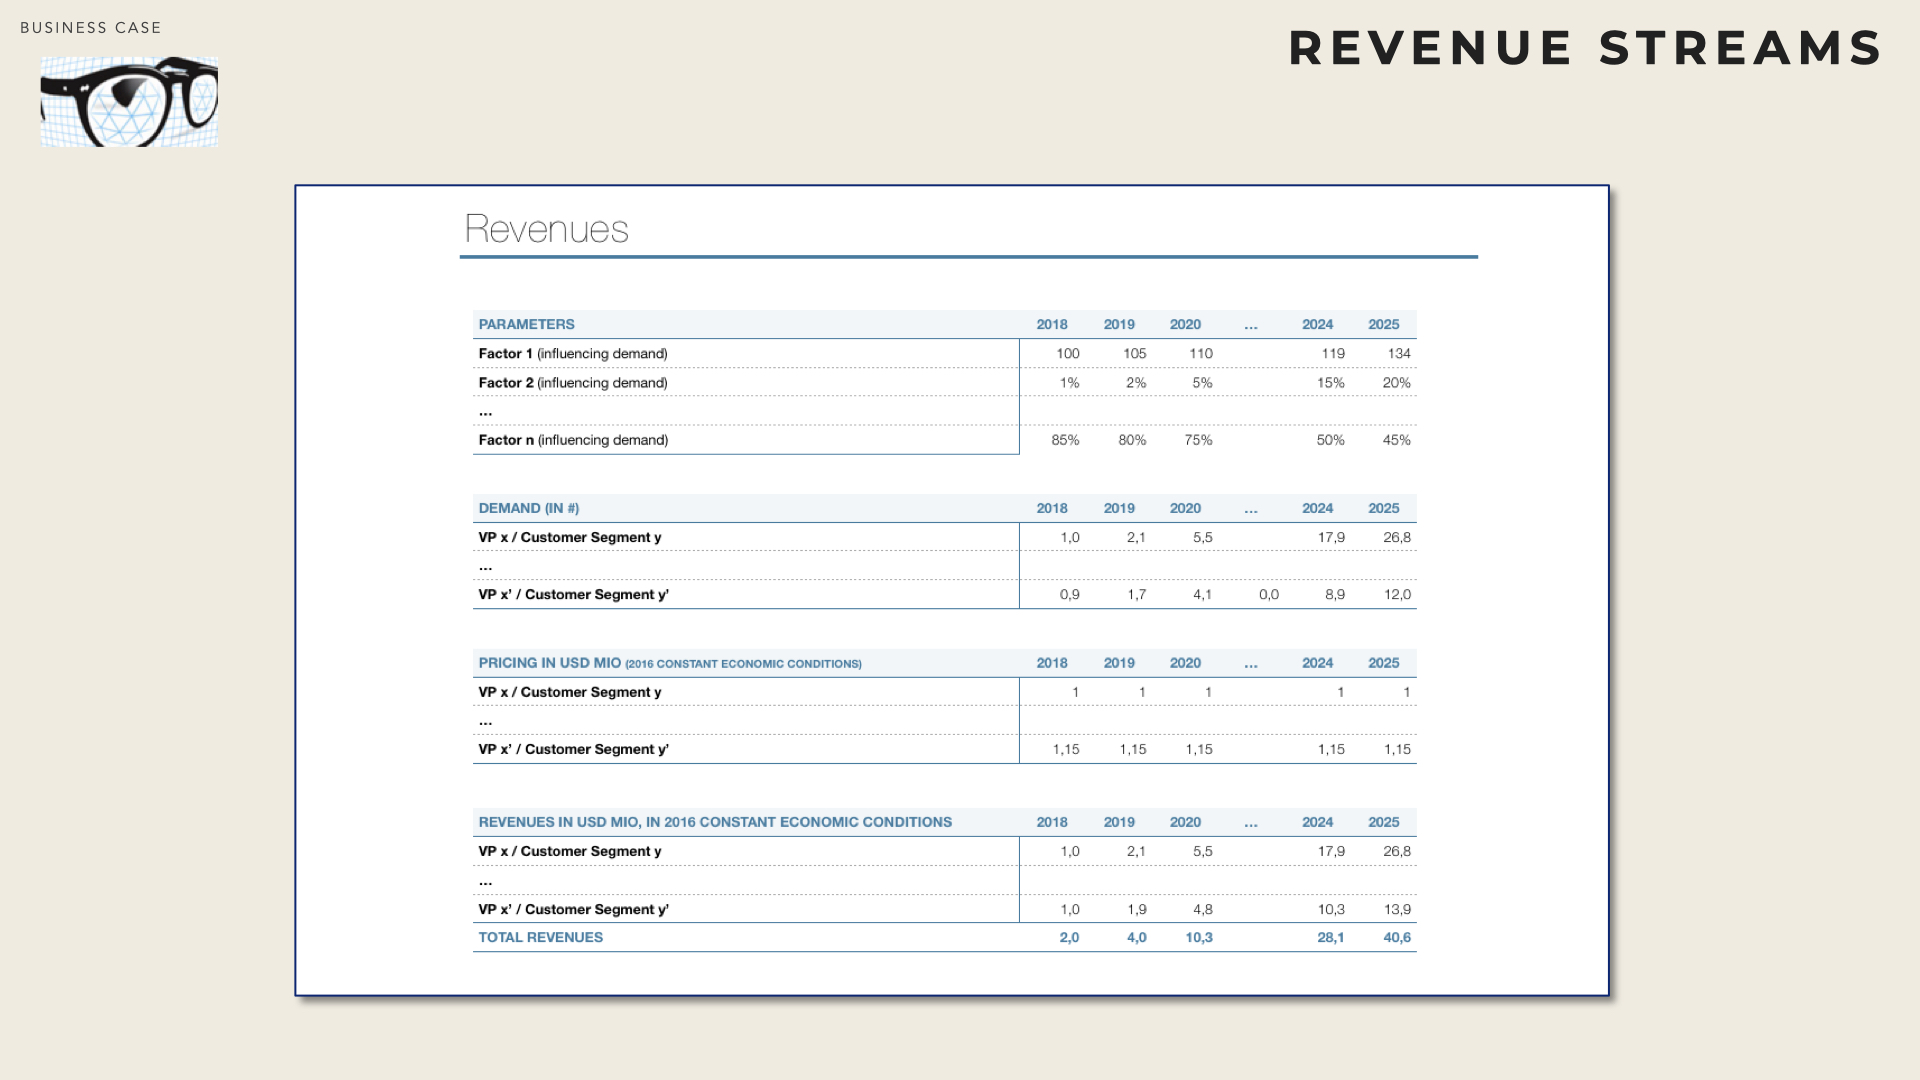 BUSINESS CASE
REVENUE STREAMS
Revenues
PARAMETERS 2018 2019 2020 ... 2024 2025
Factor 1 (influencing demand) 100 105 110 119 134
Factor 2 (influencing demand) 1% 2% 5% 15% 20%
...
Factor n (influencing demand) 85% 80% 75% 50% 45%
DEMAND (IN #) 2018 2019 2020 ... 2024 2025
VP x / Customer Segment y 1,0 2,1 5,5 17,9 26,8
...
VP x’ / Customer Segment y’ 0,9 1,7 4,1 0,0 8,9 12,0
PRICING IN USD MIO (2016 CONSTANT ECONOMIC CONDITIONS) 2018 2019 2020 ... 2024 2025
VP x / Customer Segment y 1 1 1 1 1
...
VP x’ / Customer Segment y’ 1,15 1,15 1,15 1,15 1,15
REVENUES IN USD MIO, IN 2016 CONSTANT ECONOMIC CONDITIONS 2018 2019 2020 ... 2024 2025
VP x / Customer Segment y 1,0 2,1 5,5 17,9 26,8
...
VP x’ / Customer Segment y’ 1,0 1,9 4,8 10,3 13,9
TOTAL REVENUES 2,0 4,0 10,3 28,1 40,6